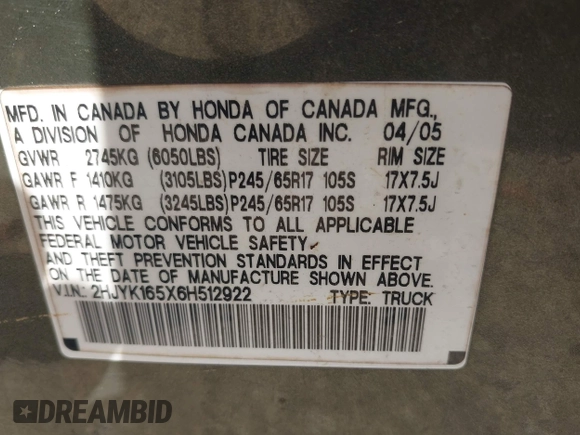 MFD. IN CANADA BY HONDA OF CANADA MFG.,
A DIVISION OF HONDA CANADA INC. 04/05
GVWR 2745KG (6050LBS) TIRE SIZE RIM SIZE
GAWR F 1410KG (3105LBS)P245/65R17 105S 17X7.5J
GAWR R 1475KG (3245LBS)P245/65R17 105S 17X7.5J
THIS VEHICLE CONFORMS TO ALL APPLICABLE
FEDERAL MOTOR VEHICLE SAFETY
AND THEFT PREVENTION STANDARDS IN EFFECT
ON THE DATE OF MANUFACTURE SHOWN ABOVE.
V.I.N.: 2HJYK165X6H512922 TYPE: TRUCK
DREAMBID